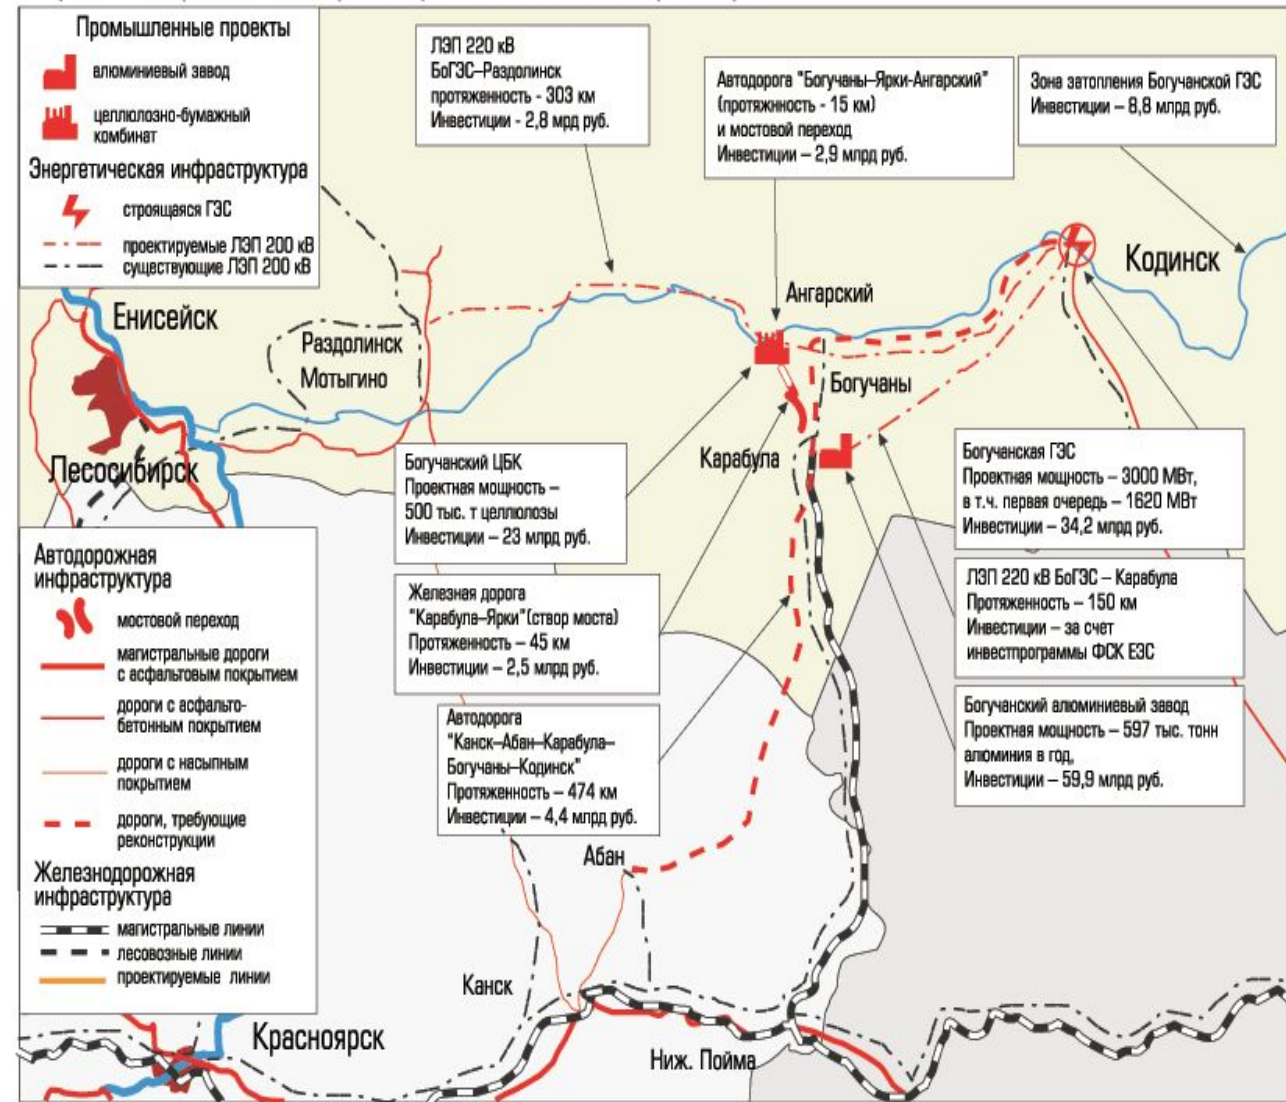 Промышленные проекты
алюминиевый завод
целлюлозно-бумажный
комбинат
Энергетическая инфраструктура
строящаяся ГЭС
проектируемые ЛЭП 200 кВ
существующие ЛЭП 200 кВ
ЛЭП 220 кВ
БоГЭС–Раздолинск
протяженность - 303 км
Инвестиции - 2,8 мрд руб.
Автодорога "Богучаны–Ярки-Ангарский"
(протяжнность - 15 км)
и мостовой переход
Инвестиции – 2,9 млрд руб.
Зона затопления Богучанской ГЭС
Инвестиции – 8,8 млрд руб.
Кодинск
Ангарский
Енисейск
Раздолинск
Мотыгино
Богучаны
Карабула
Лесосибирск
Богучанский ЦБК
Проектная мощность –
500 тыс. т целлюлозы
Инвестиции – 23 млрд руб.
Богучанская ГЭС
Проектная мощность – 3000 МВт,
в т.ч. первая очередь – 1620 МВт
Инвестиции – 34,2 млрд руб.
Железная дорога
"Карабула–Ярки"(створ моста)
Протяженность – 45 км
Инвестиции – 2,5 млрд руб.
ЛЭП 220 кВ БоГЭС – Карабула
Протяженность – 150 км
Инвестиции – за счет
инвестпрограммы ФСК ЕЭС
Автодорога
"Канск–Абан–Карабула–
Богучаны–Кодинск"
Протяженность – 474 км
Инвестиции – 4,4 млрд руб.
Богучанский алюминиевый завод
Проектная мощность – 597 тыс. тонн
алюминия в год,
Инвестиции – 59,9 млрд руб.
Автодорожная
инфраструктура
мостовой переход
магистральные дороги
с асфальтовым покрытием
дороги с асфальто-
бетонным покрытием
дороги с насыпным
покрытием
дороги, требующие
реконструкции
Железнодорожная
инфраструктура
магистральные линии
лесовозные линии
проектируемые линии
Абан
Канск
Красноярск
Ниж. Пойма